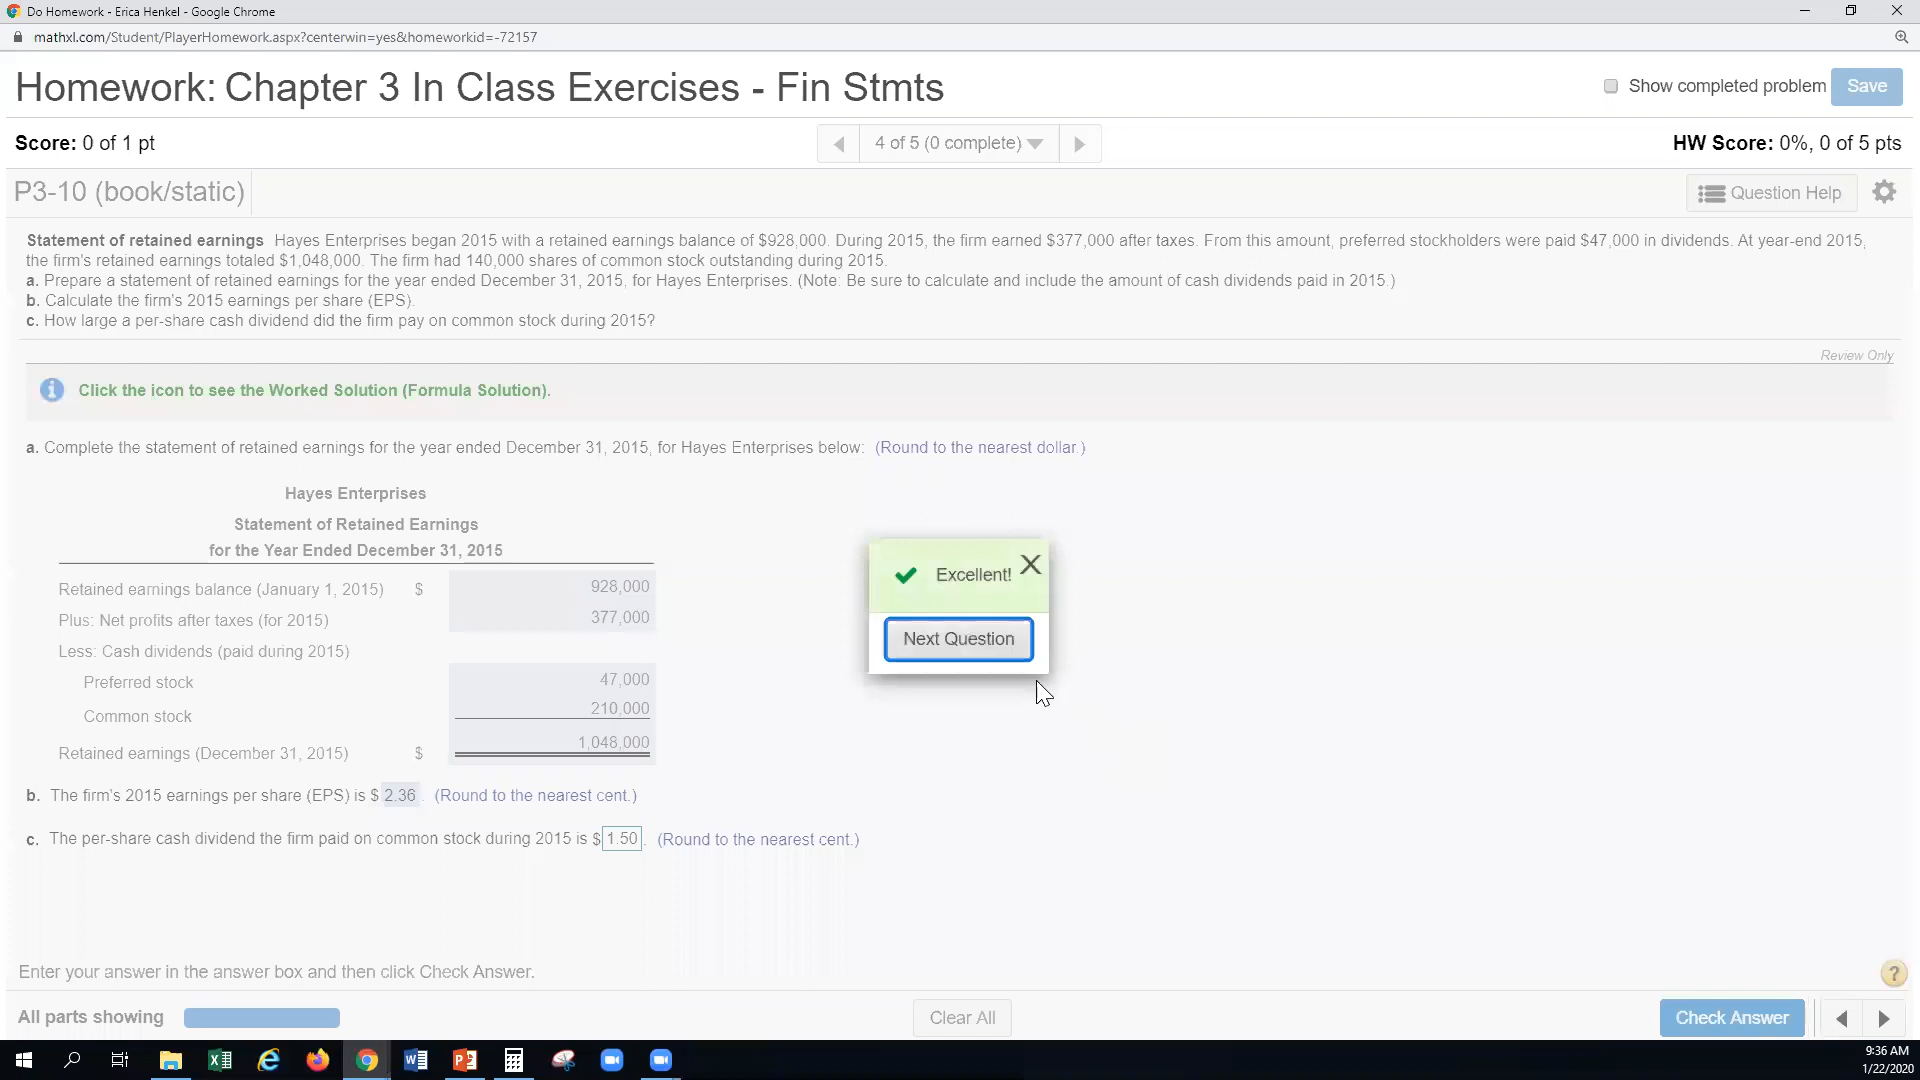 Do Homework - Erica Henkel - Google Chrome
mathxl.com/Student/PlayerHomework.aspx?centerwin=yes&homeworkid=-72157
Homework: Chapter 3 In Class Exercises - Fin Stmts
Show completed problem
Save
Score: 0 of 1 pt
4 of 5 (0 complete)
HW Score: 0%, 0 of 5 pts
P3-10 (book/static)
Question Help
Statement of retained earnings Hayes Enterprises began 2015 with a retained earnings balance of $928,000. During 2015, the firm earned $377,000 after taxes. From this amount, preferred stockholders were paid $47,000 in dividends. At year-end 2015,
the firm's retained earnings totaled $1,048,000. The firm had 140,000 shares of common stock outstanding during 2015.
a. Prepare a statement of retained earnings for the year ended December 31, 2015, for Hayes Enterprises. (Note: Be sure to calculate and include the amount of cash dividends paid in 2015.)
b. Calculate the firm's 2015 earnings per share (EPS).
c. How large a per-share cash dividend did the firm pay on common stock during 2015?
Review Only
Click the icon to see the Worked Solution (Formula Solution).
a. Complete the statement of retained earnings for the year ended December 31, 2015, for Hayes Enterprises below: (Round to the nearest dollar.)
Hayes Enterprises
Statement of Retained Earnings
for the Year Ended December 31, 2015
Retained earnings balance (January 1, 2015) $ 928,000
Plus: Net profits after taxes (for 2015) 377,000
Less: Cash dividends (paid during 2015)
Preferred stock 47,000
Common stock 210,000
Retained earnings (December 31, 2015) $ 1,048,000
Excellent!
Next Question
b. The firm's 2015 earnings per share (EPS) is $ 2.36 . (Round to the nearest cent.)
c. The per-share cash dividend the firm paid on common stock during 2015 is $ 1.50 . (Round to the nearest cent.)
Enter your answer in the answer box and then click Check Answer.
?
All parts showing
Clear All
Check Answer
9:36 AM
1/22/2020